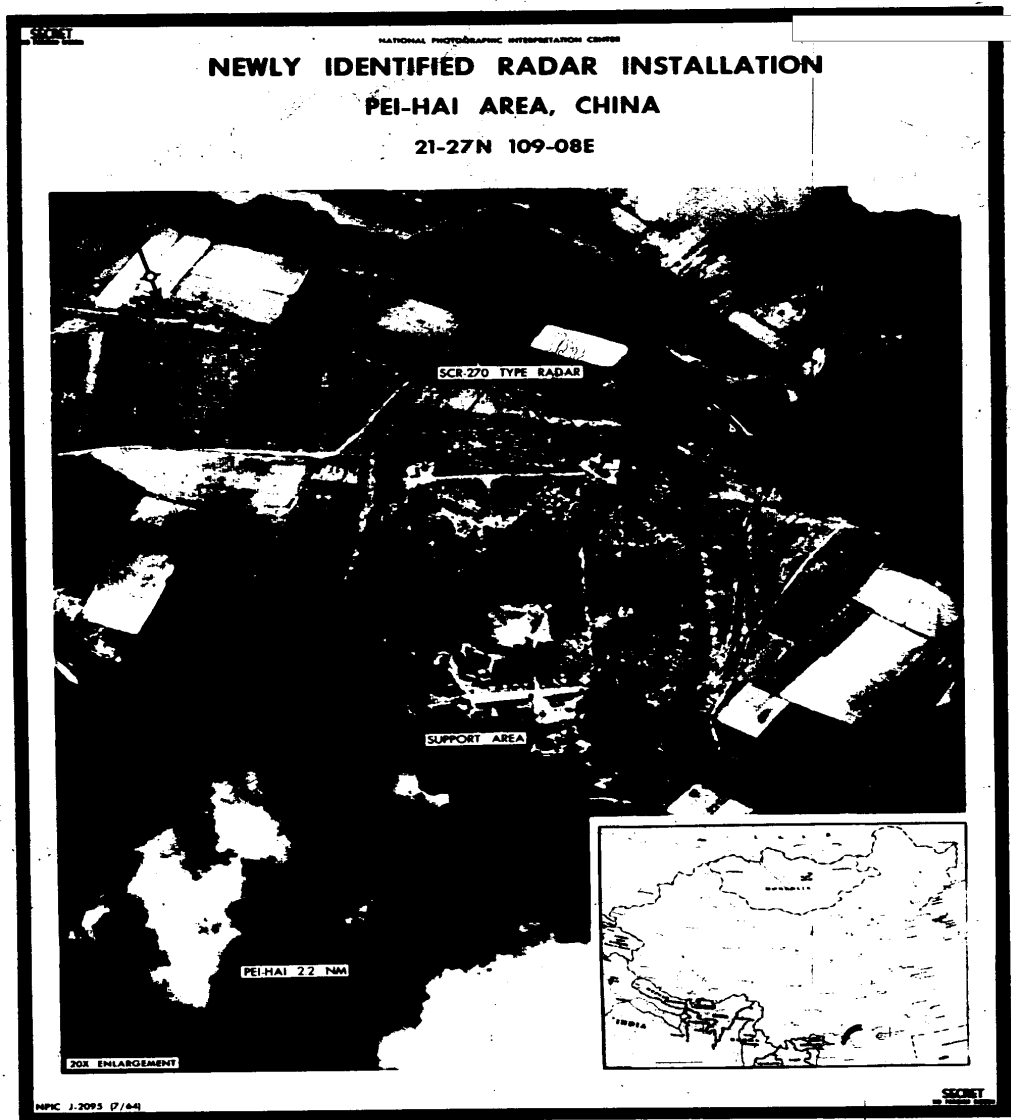 SECRET
NATIONAL PHOTOGRAPHIC INTERPRETATION CENTER
NEWLY IDENTIFIED RADAR INSTALLATION
PEI-HAI AREA, CHINA
21-27N 109-08E
SCR-270 TYPE RADAR
SUPPORT AREA
PEI-HAI 2.2 NM
20X ENLARGEMENT
MONGOLIA
INDIA
NPIC J-2095 (7/64)
SECRET